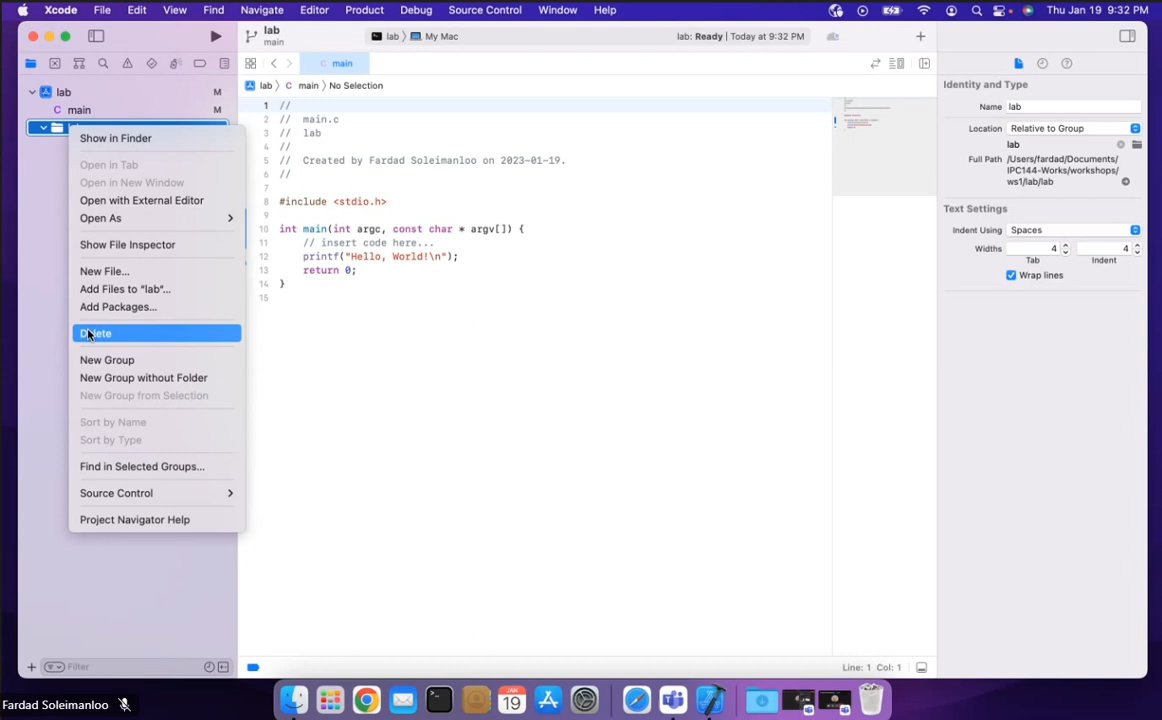 Xcode File Edit View Find Navigate Editor Product Debug Source Control Window Help Thu Jan 19 9:32 PM
lab
main
lab 〉 My Mac
lab: Ready | Today at 9:32 PM
main
lab 〉 C main 〉 No Selection
lab M
C main M
Show in Finder
Open in Tab
Open in New Window
Open with External Editor
Open As
Show File Inspector
New File...
Add Files to "lab"...
Add Packages...
Delete
New Group
New Group without Folder
New Group from Selection
Sort by Name
Sort by Type
Find in Selected Groups...
Source Control
Project Navigator Help
Filter
C main
1 //
2 // main.c
3 // lab
4 //
5 // Created by Fardad Soleimanloo on 2023-01-19.
6 //
7
8 #include <stdio.h>
9
10 int main(int argc, const char * argv[]) {
11 // insert code here...
12 printf("Hello, World!\n");
13 return 0;
14 }
15
Line: 1 Col: 1
Identity and Type
Name lab
Location Relative to Group
lab
Full Path /Users/fardad/Documents/
IPC144-Works/workshops/
ws1/lab/lab
Text Settings
Indent Using Spaces
Widths 4 4
Tab Indent
Wrap lines
JAN
19
Fardad Soleimanloo